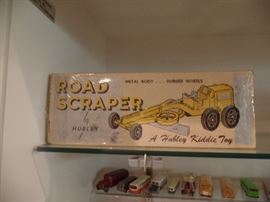 METAL BODY . . . RUBBER WHEELS
ROAD
SCRAPER
by
HUBLEY
A Hubley Kiddie Toy